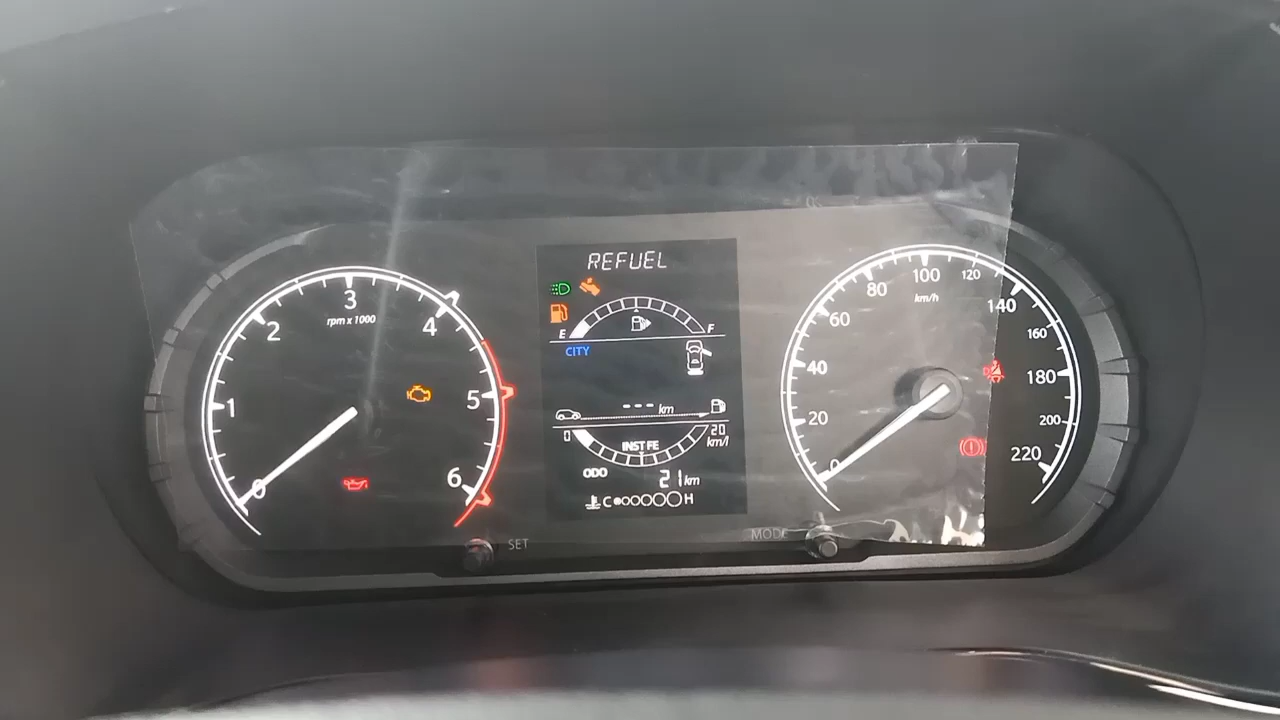 REFUEL
E F
CITY
--- km
0 20
km/l
INST FE
ODO
21 km
C H
0 1 2 3 4 5 6
rpm x 1000
SET
0 20 40 60 80 100 120 140 160 180 200 220
km/h
MODE